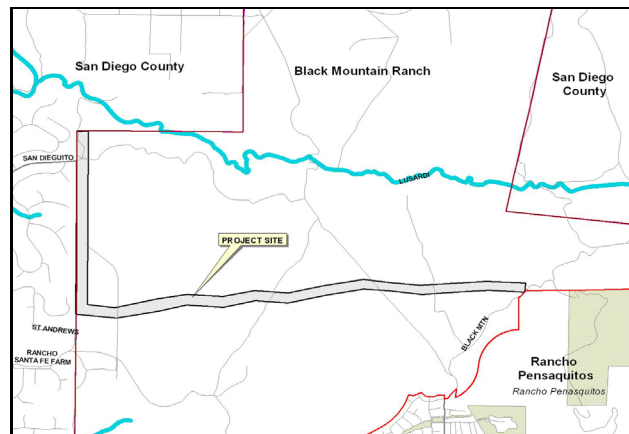 San Diego County
Black Mountain Ranch
San Diego
County
SAN DIEGUITO
LUSARDI
PROJECT SITE
ST.ANDREWS
RANCHO
SANTA FE FARM
BLACK MTN
Rancho
Pensaquitos
Rancho Penasquitos